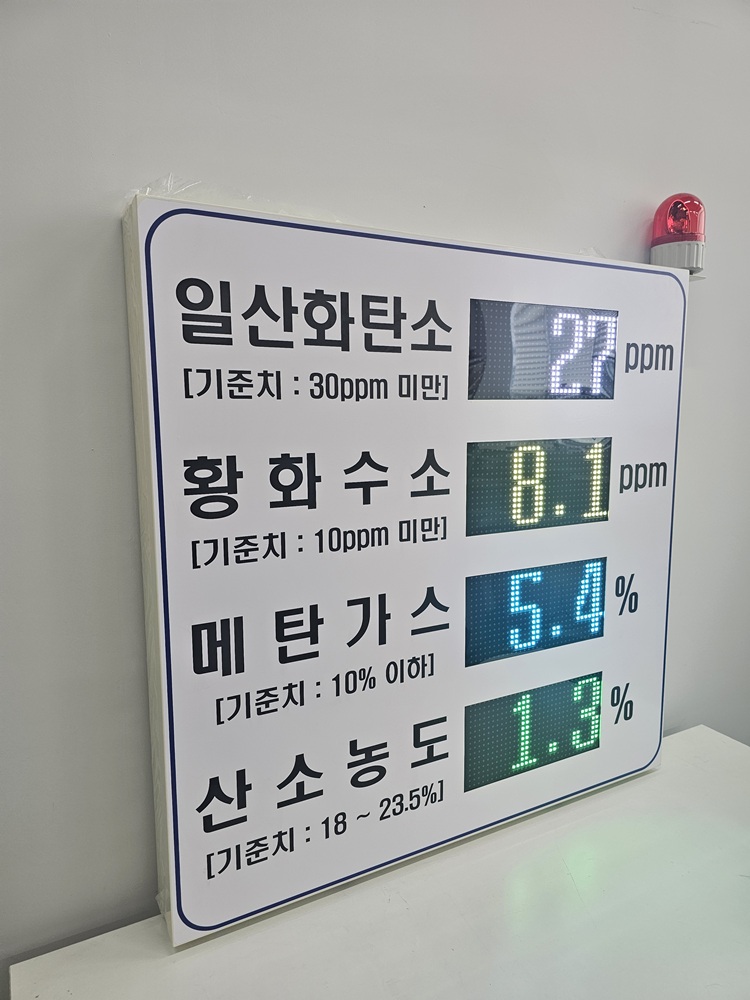 일산화탄소 27 ppm
[기준치 : 30ppm 미만]
황화수소 8.1 ppm
[기준치 : 10ppm 미만]
메탄가스 5.4 %
[기준치 : 10% 이하]
산소농도 1.3 %
[기준치 : 18 ~ 23.5%]